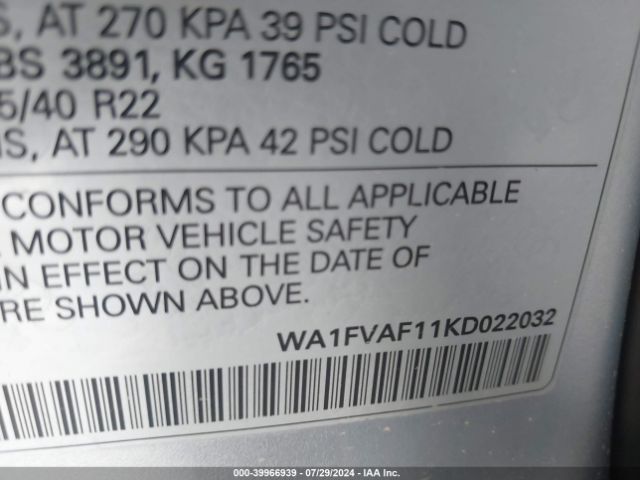 S, AT 270 KPA 39 PSI COLD
BS 3891, KG 1765
5/40 R22
S, AT 290 KPA 42 PSI COLD
CONFORMS TO ALL APPLICABLE
MOTOR VEHICLE SAFETY
IN EFFECT ON THE DATE OF
RE SHOWN ABOVE.
WA1FVAF11KD022032
000-39966939 - 07/29/2024 - IAA Inc.